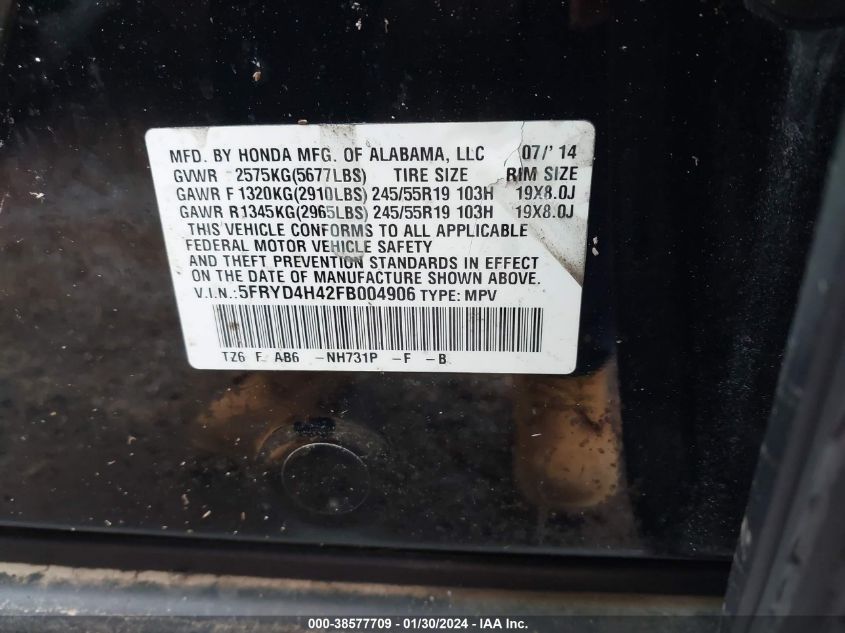 MFD. BY HONDA MFG. OF ALABAMA, LLC 07/'14
GVWR 2575KG(5677LBS) TIRE SIZE RIM SIZE
GAWR F1320KG(2910LBS) 245/55R19 103H 19X8.0J
GAWR R1345KG(2965LBS) 245/55R19 103H 19X8.0J
THIS VEHICLE CONFORMS TO ALL APPLICABLE
FEDERAL MOTOR VEHICLE SAFETY
AND THEFT PREVENTION STANDARDS IN EFFECT
ON THE DATE OF MANUFACTURE SHOWN ABOVE.
V.I.N.:5FRYD4H42FB004906 TYPE: MPV
TZ6 F AB6 -NH731P -F -B
000-38577709 - 01/30/2024 - IAA Inc.